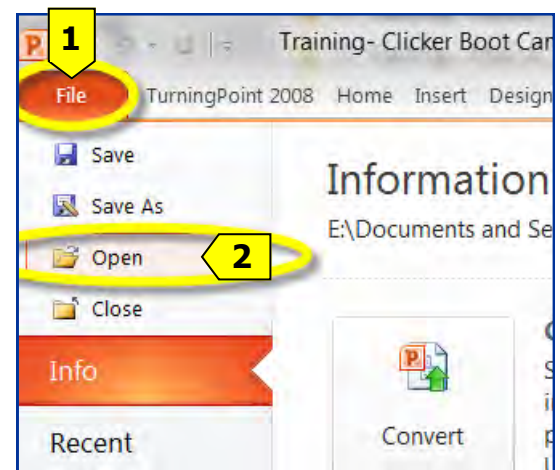 1
Training- Clicker Boot Car
File TurningPoint 2008 Home Insert Design
Save
Save As
Open 2
Close
Info
Recent
Information
E:\Documents and Se
P
Convert